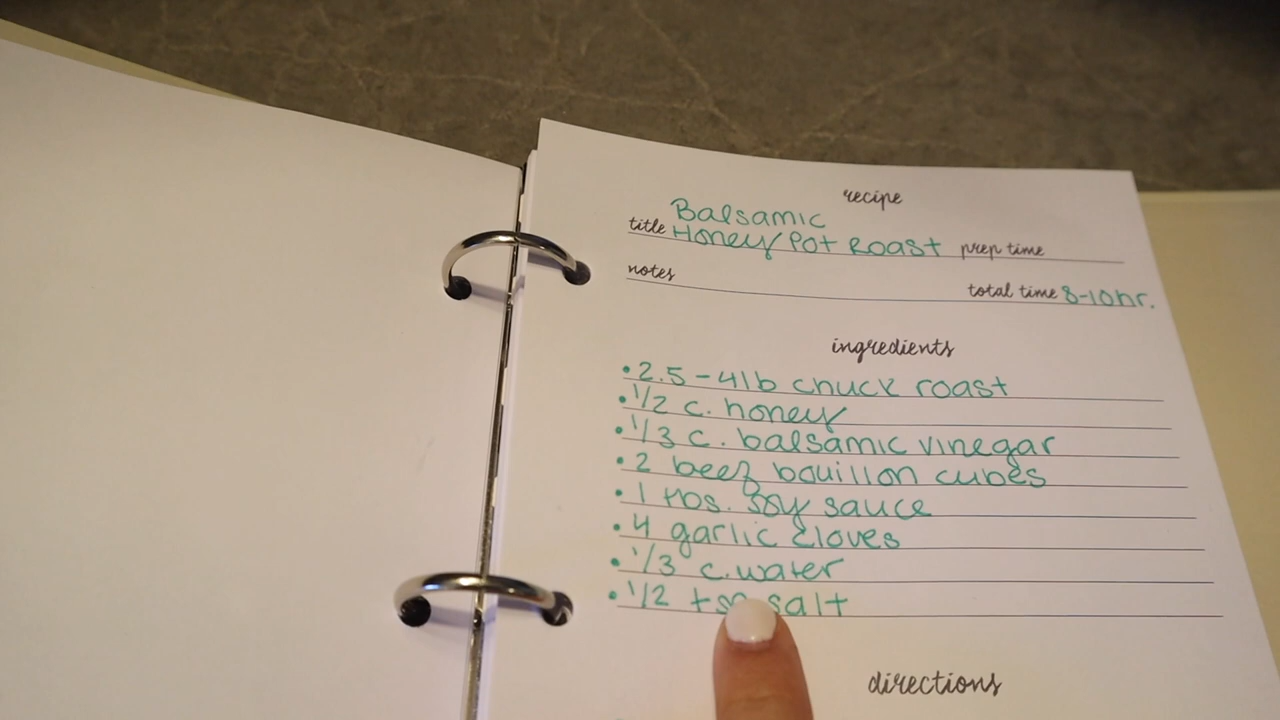 recipe
Balsamic
title Honey Pot Roast prep time
notes
total time 8-10hr.
ingredients
• 2.5-4lb chuck roast
• 1/2 c. honey
• 1/3 c. balsamic vinegar
• 2 beef bouillon cubes
• 1 tbs. soy sauce
• 4 garlic cloves
• 1/3 c. water
• 1/2 salt
directions